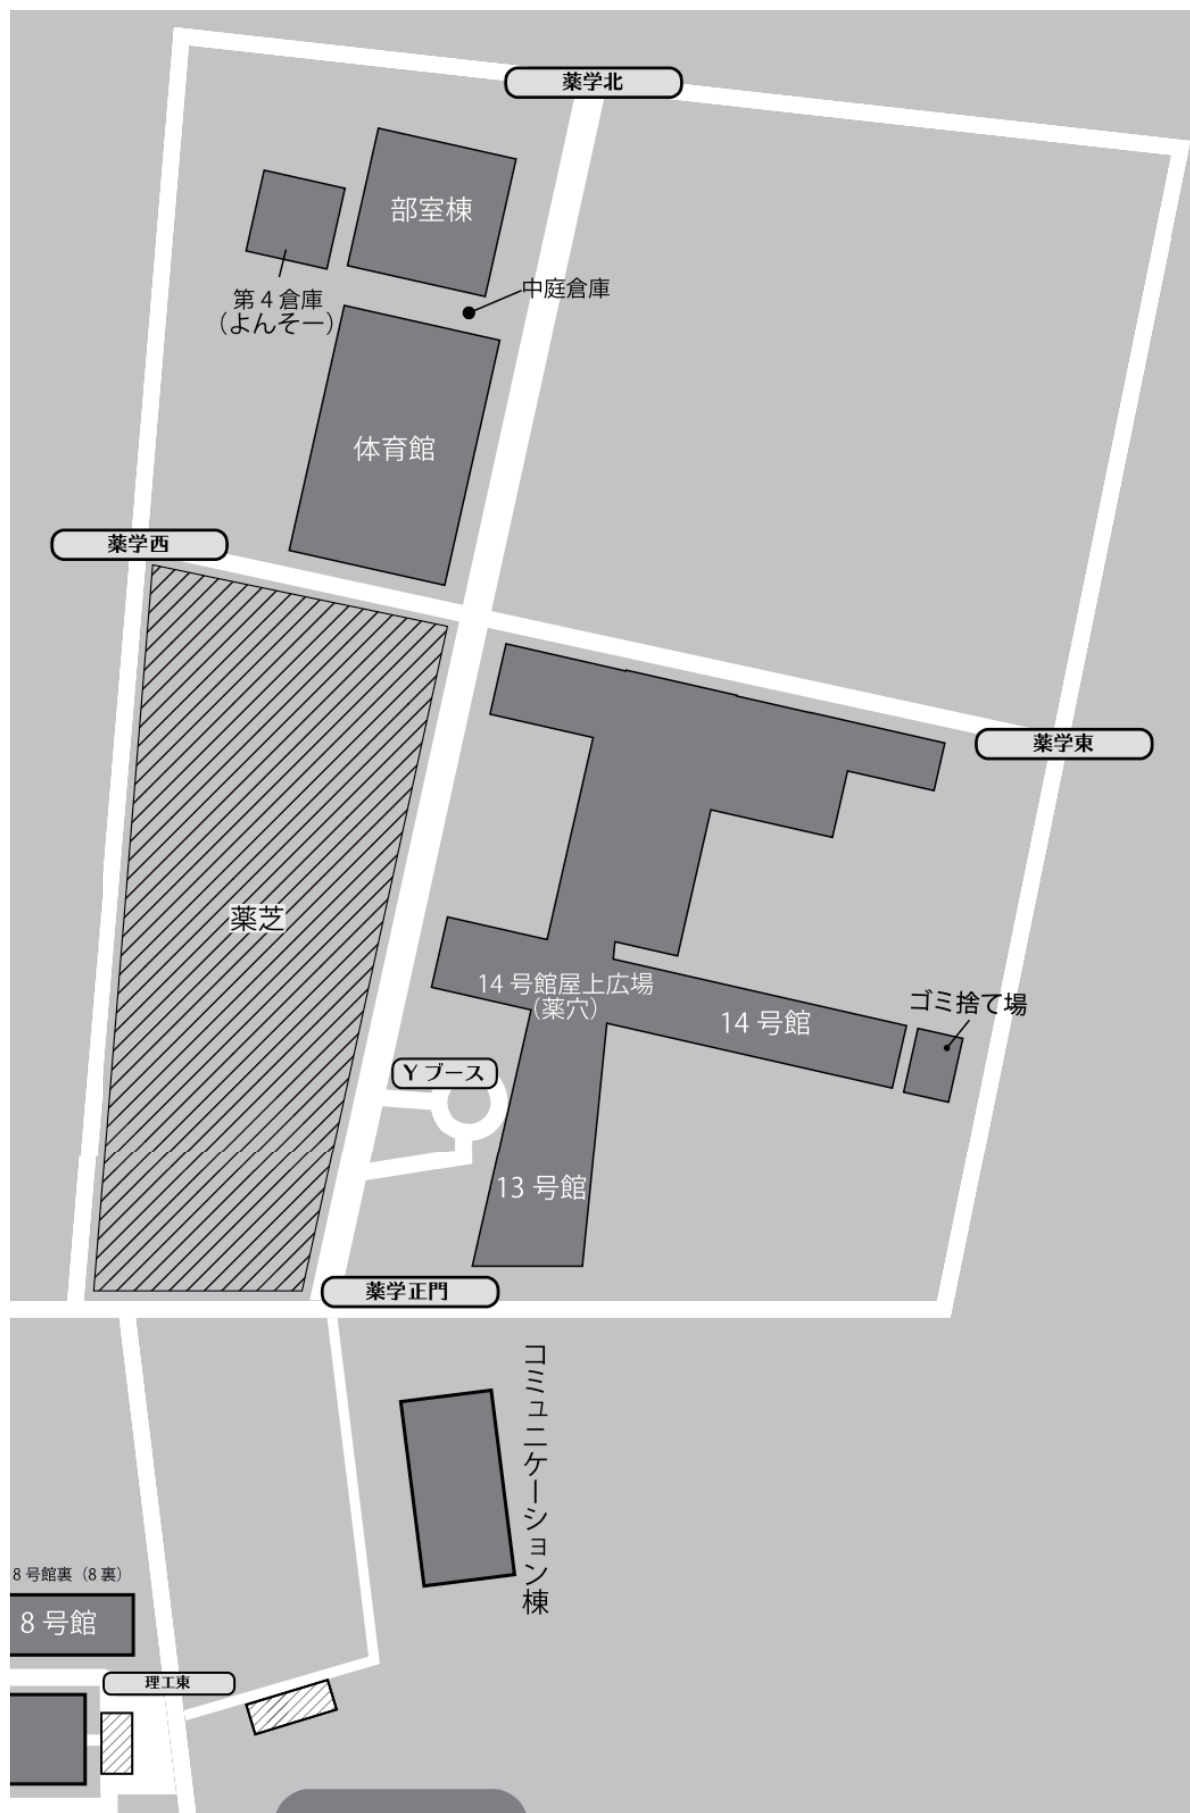 薬学北
部室棟
中庭倉庫
第4倉庫
（よんそー）
体育館
薬学西
薬学東
薬芝
14 号館屋上広場
（薬穴）
14 号館
ゴミ捨て場
Y ブース
13 号館
薬学正門
コミュニケーション棟
8 号館裏（8 裏）
8 号館
理工東